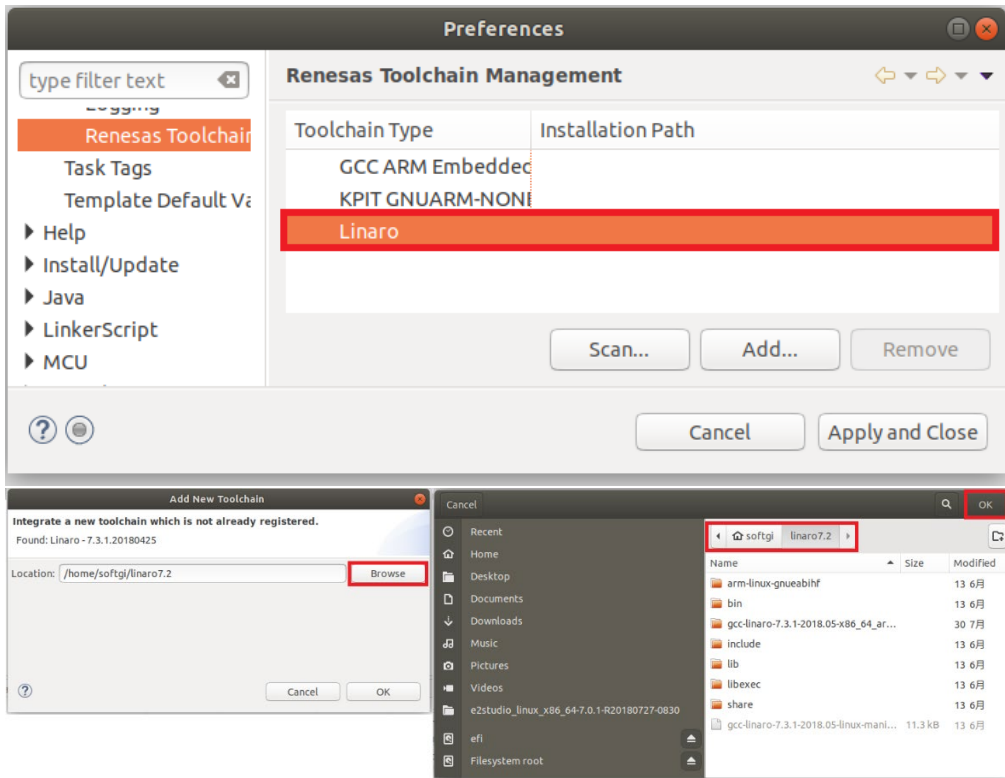 Preferences
type filter text
Renesas Toolchain Management
Logging
Renesas Toolchair
Task Tags
Template Default Va
Help
Install/Update
Java
LinkerScript
MCU
Toolchain Type Installation Path
GCC ARM Embedded
KPIT GNUARM-NONE
Linaro
Scan... Add... Remove
Cancel Apply and Close
Add New Toolchain
Integrate a new toolchain which is not already registered.
Found: Linaro - 7.3.1.20180425
Location: /home/softgi/linaro7.2 Browse
Cancel OK
Cancel OK
Recent
Home
Desktop
Documents
Downloads
Music
Pictures
Videos
e2studio_linux_x86_64-7.0.1-R20180727-0830
efi
Filesystem root
softgi linaro7.2
Name Size Modified
arm-linux-gnueabihf 13 6月
bin 13 6月
gcc-linaro-7.3.1-2018.05-x86_64_ar... 30 7月
include 13 6月
lib 13 6月
libexec 13 6月
share 13 6月
gcc-linaro-7.3.1-2018.05-linux-mani... 11.3 kB 13 6月